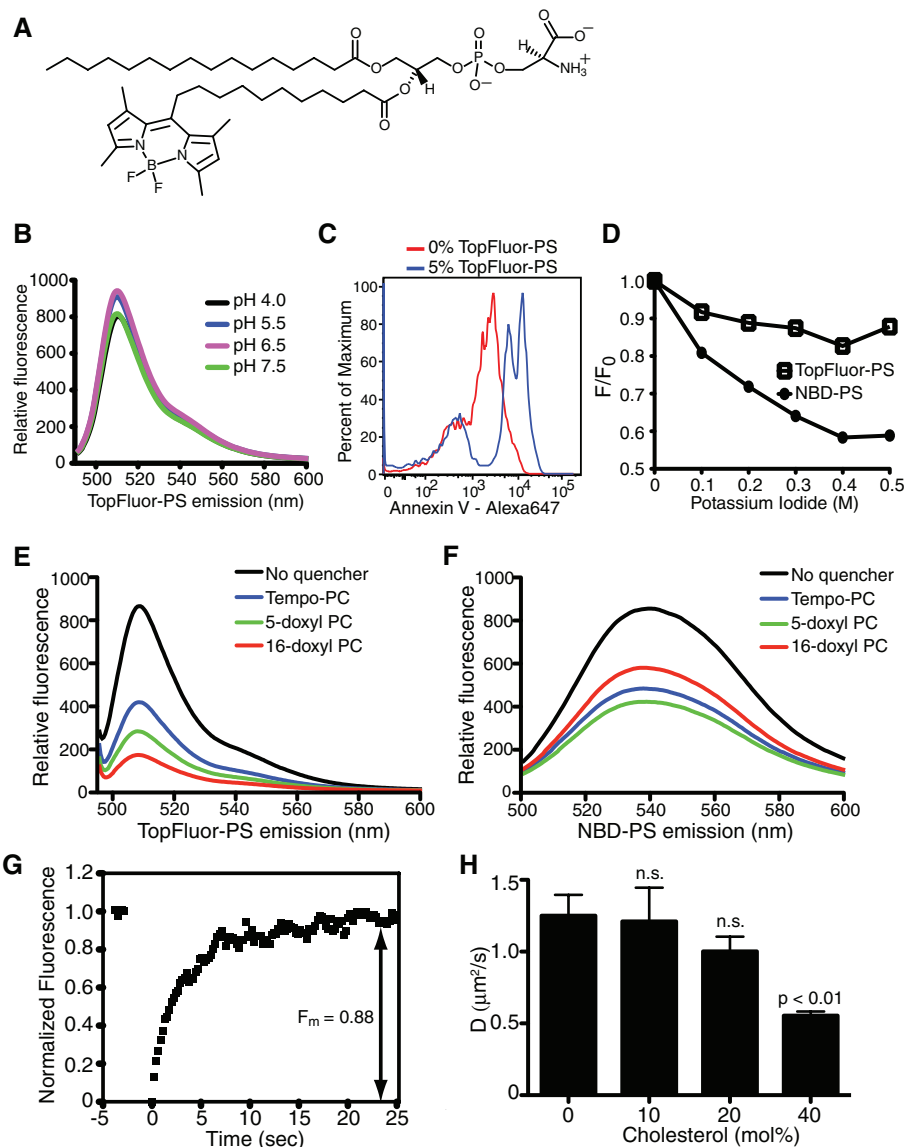 A
O
O
O
P
O
O
O⁻
O
O⁻
H
NH₃⁺
H
O
O
N
N
B
F
F
B
Relative fluorescence
1000
800
600
400
200
0
pH 4.0
pH 5.5
pH 6.5
pH 7.5
500 520 540 560 580 600
TopFluor-PS emission (nm)
C
0% TopFluor-PS
5% TopFluor-PS
Percent of Maximum
100
80
60
40
20
0
0 10² 10³ 10⁴ 10⁵
Annexin V - Alexa647
D
F/F₀
1.0
0.9
0.8
0.7
0.6
0.5
TopFluor-PS
NBD-PS
0 0.1 0.2 0.3 0.4 0.5
Potassium Iodide (M)
E
Relative fluorescence
1000
800
600
400
200
0
No quencher
Tempo-PC
5-doxyl PC
16-doxyl PC
500 520 540 560 580 600
TopFluor-PS emission (nm)
F
Relative fluorescence
1000
800
600
400
200
0
No quencher
Tempo-PC
5-doxyl PC
16-doxyl PC
500 520 540 560 580 600
NBD-PS emission (nm)
G
Normalized Fluorescence
1.2
1.0
0.8
0.6
0.4
0.2
0
Fₘ = 0.88
-5 0 5 10 15 20 25
Time (sec)
H
D (μm²/s)
1.5
1.0
0.5
0
n.s.
n.s.
p < 0.01
0 10 20 40
Cholesterol (mol%)